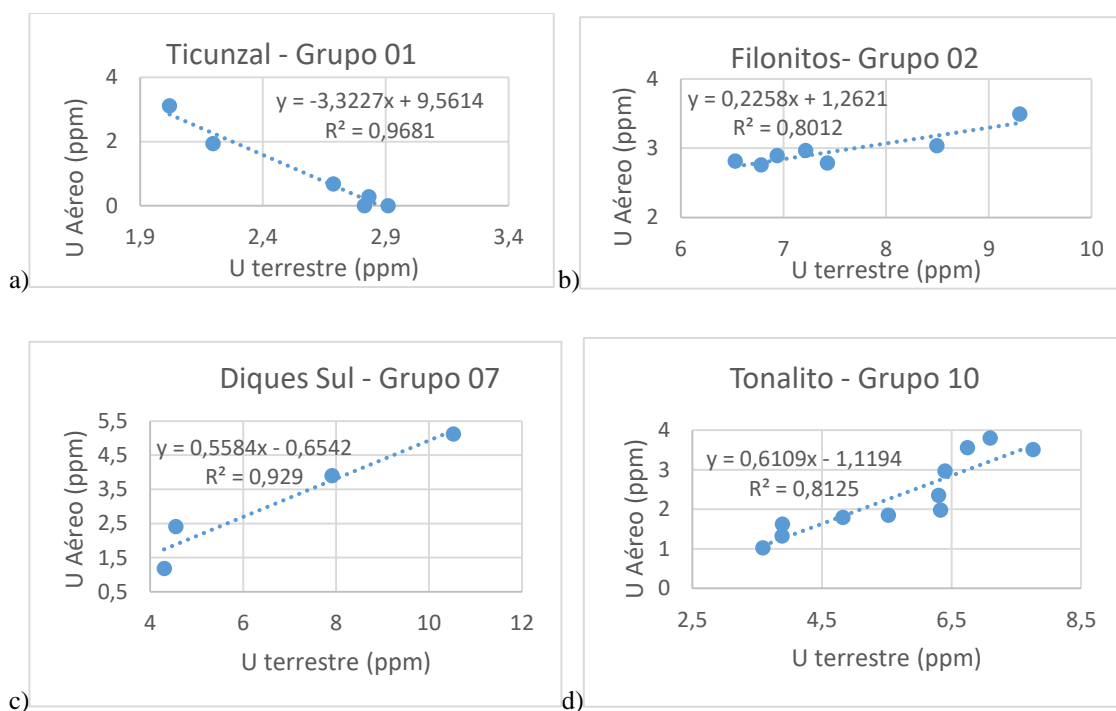 Ticunzal - Grupo 01
y = -3,3227x + 9,5614
R² = 0,9681
U Aéreo (ppm)
4
2
0
1,9 2,4 2,9 3,4
U terrestre (ppm)
a)
Filonitos- Grupo 02
y = 0,2258x + 1,2621
R² = 0,8012
U Aéreo (ppm)
4
3
2
6 7 8 9 10
U terrestre (ppm)
b)
Diques Sul - Grupo 07
y = 0,5584x - 0,6542
R² = 0,929
U Aéreo (ppm)
5,5
4,5
3,5
2,5
1,5
0,5
4 6 8 10 12
U terrestre (ppm)
c)
Tonalito - Grupo 10
y = 0,6109x - 1,1194
R² = 0,8125
U Aéreo (ppm)
4
3
2
1
0
2,5 4,5 6,5 8,5
U terrestre (ppm)
d)